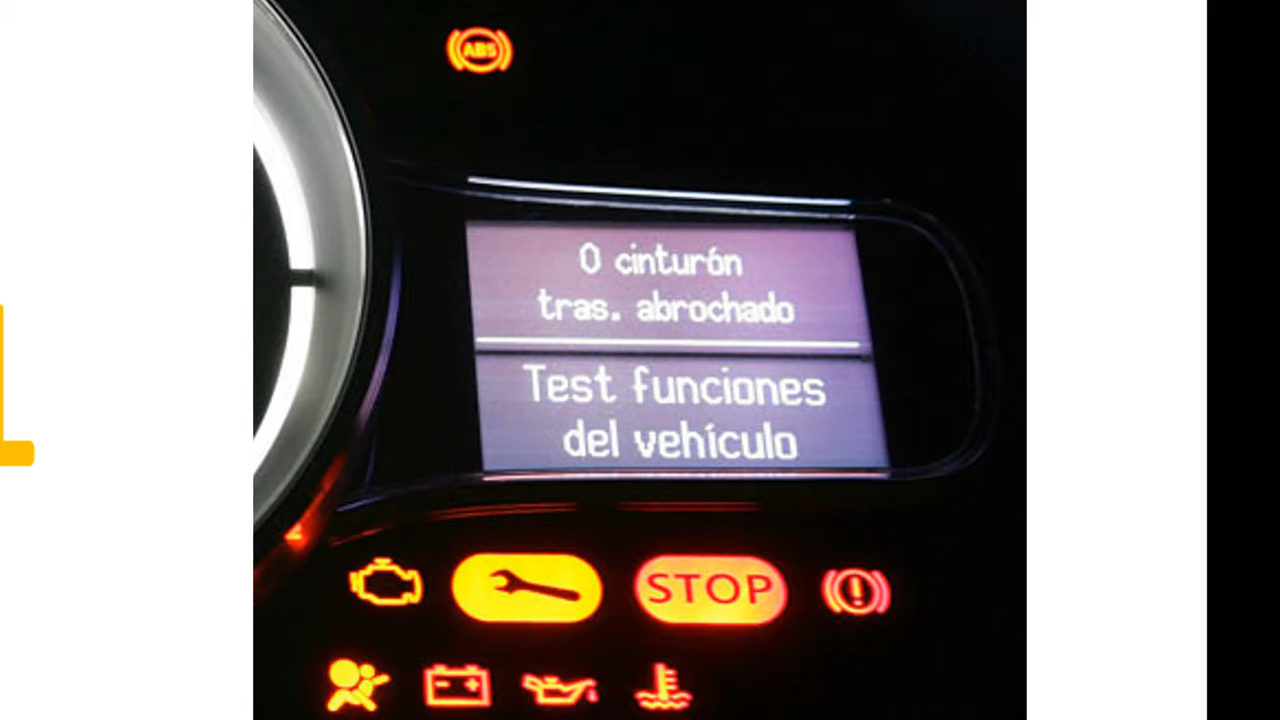 ABS
0 cinturón
tras. abrochado
Test funciones
del vehículo
STOP